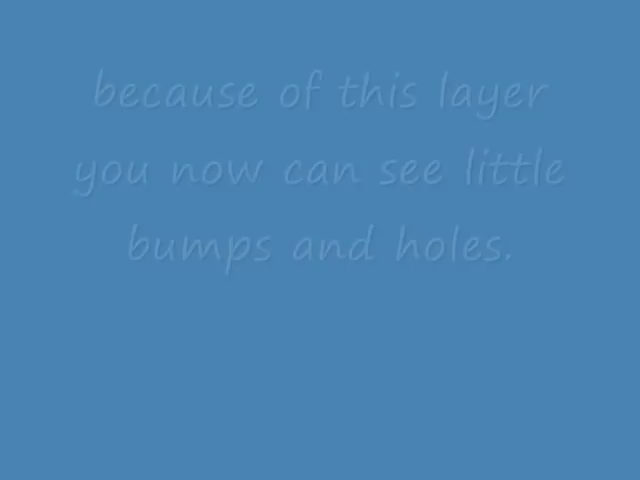 because of this layer
you now can see little
bumps and holes.